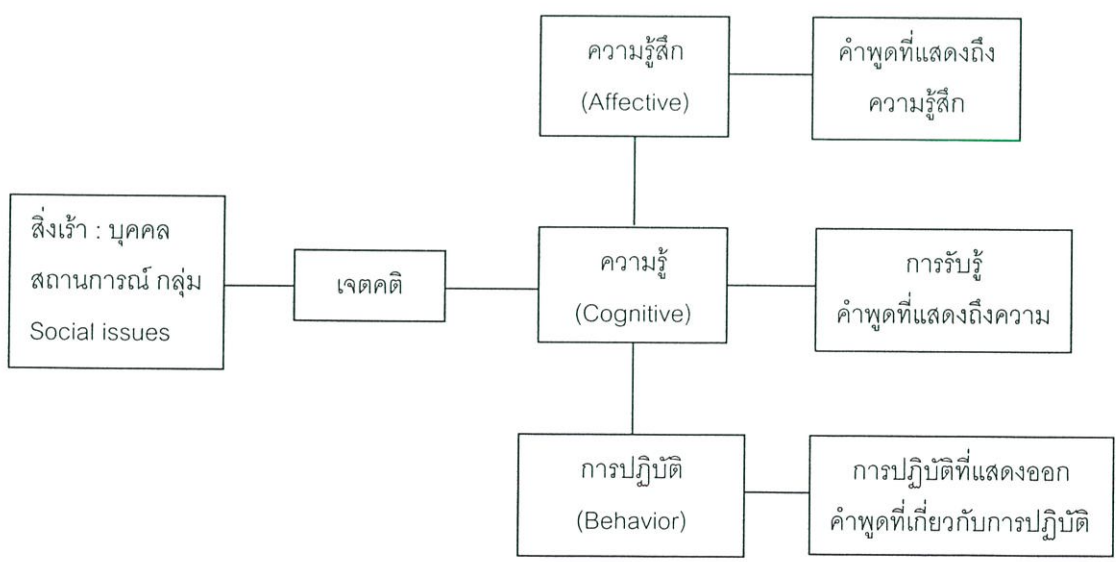 ความรู้สึก
(Affective)
คำพูดที่แสดงถึง
ความรู้สึก
สิ่งเร้า : บุคคล
สถานการณ์ กลุ่ม
Social issues
เจตคติ
ความรู้
(Cognitive)
การรับรู้
คำพูดที่แสดงถึงความ
การปฏิบัติ
(Behavior)
การปฏิบัติที่แสดงออก
คำพูดที่เกี่ยวกับการปฏิบัติ